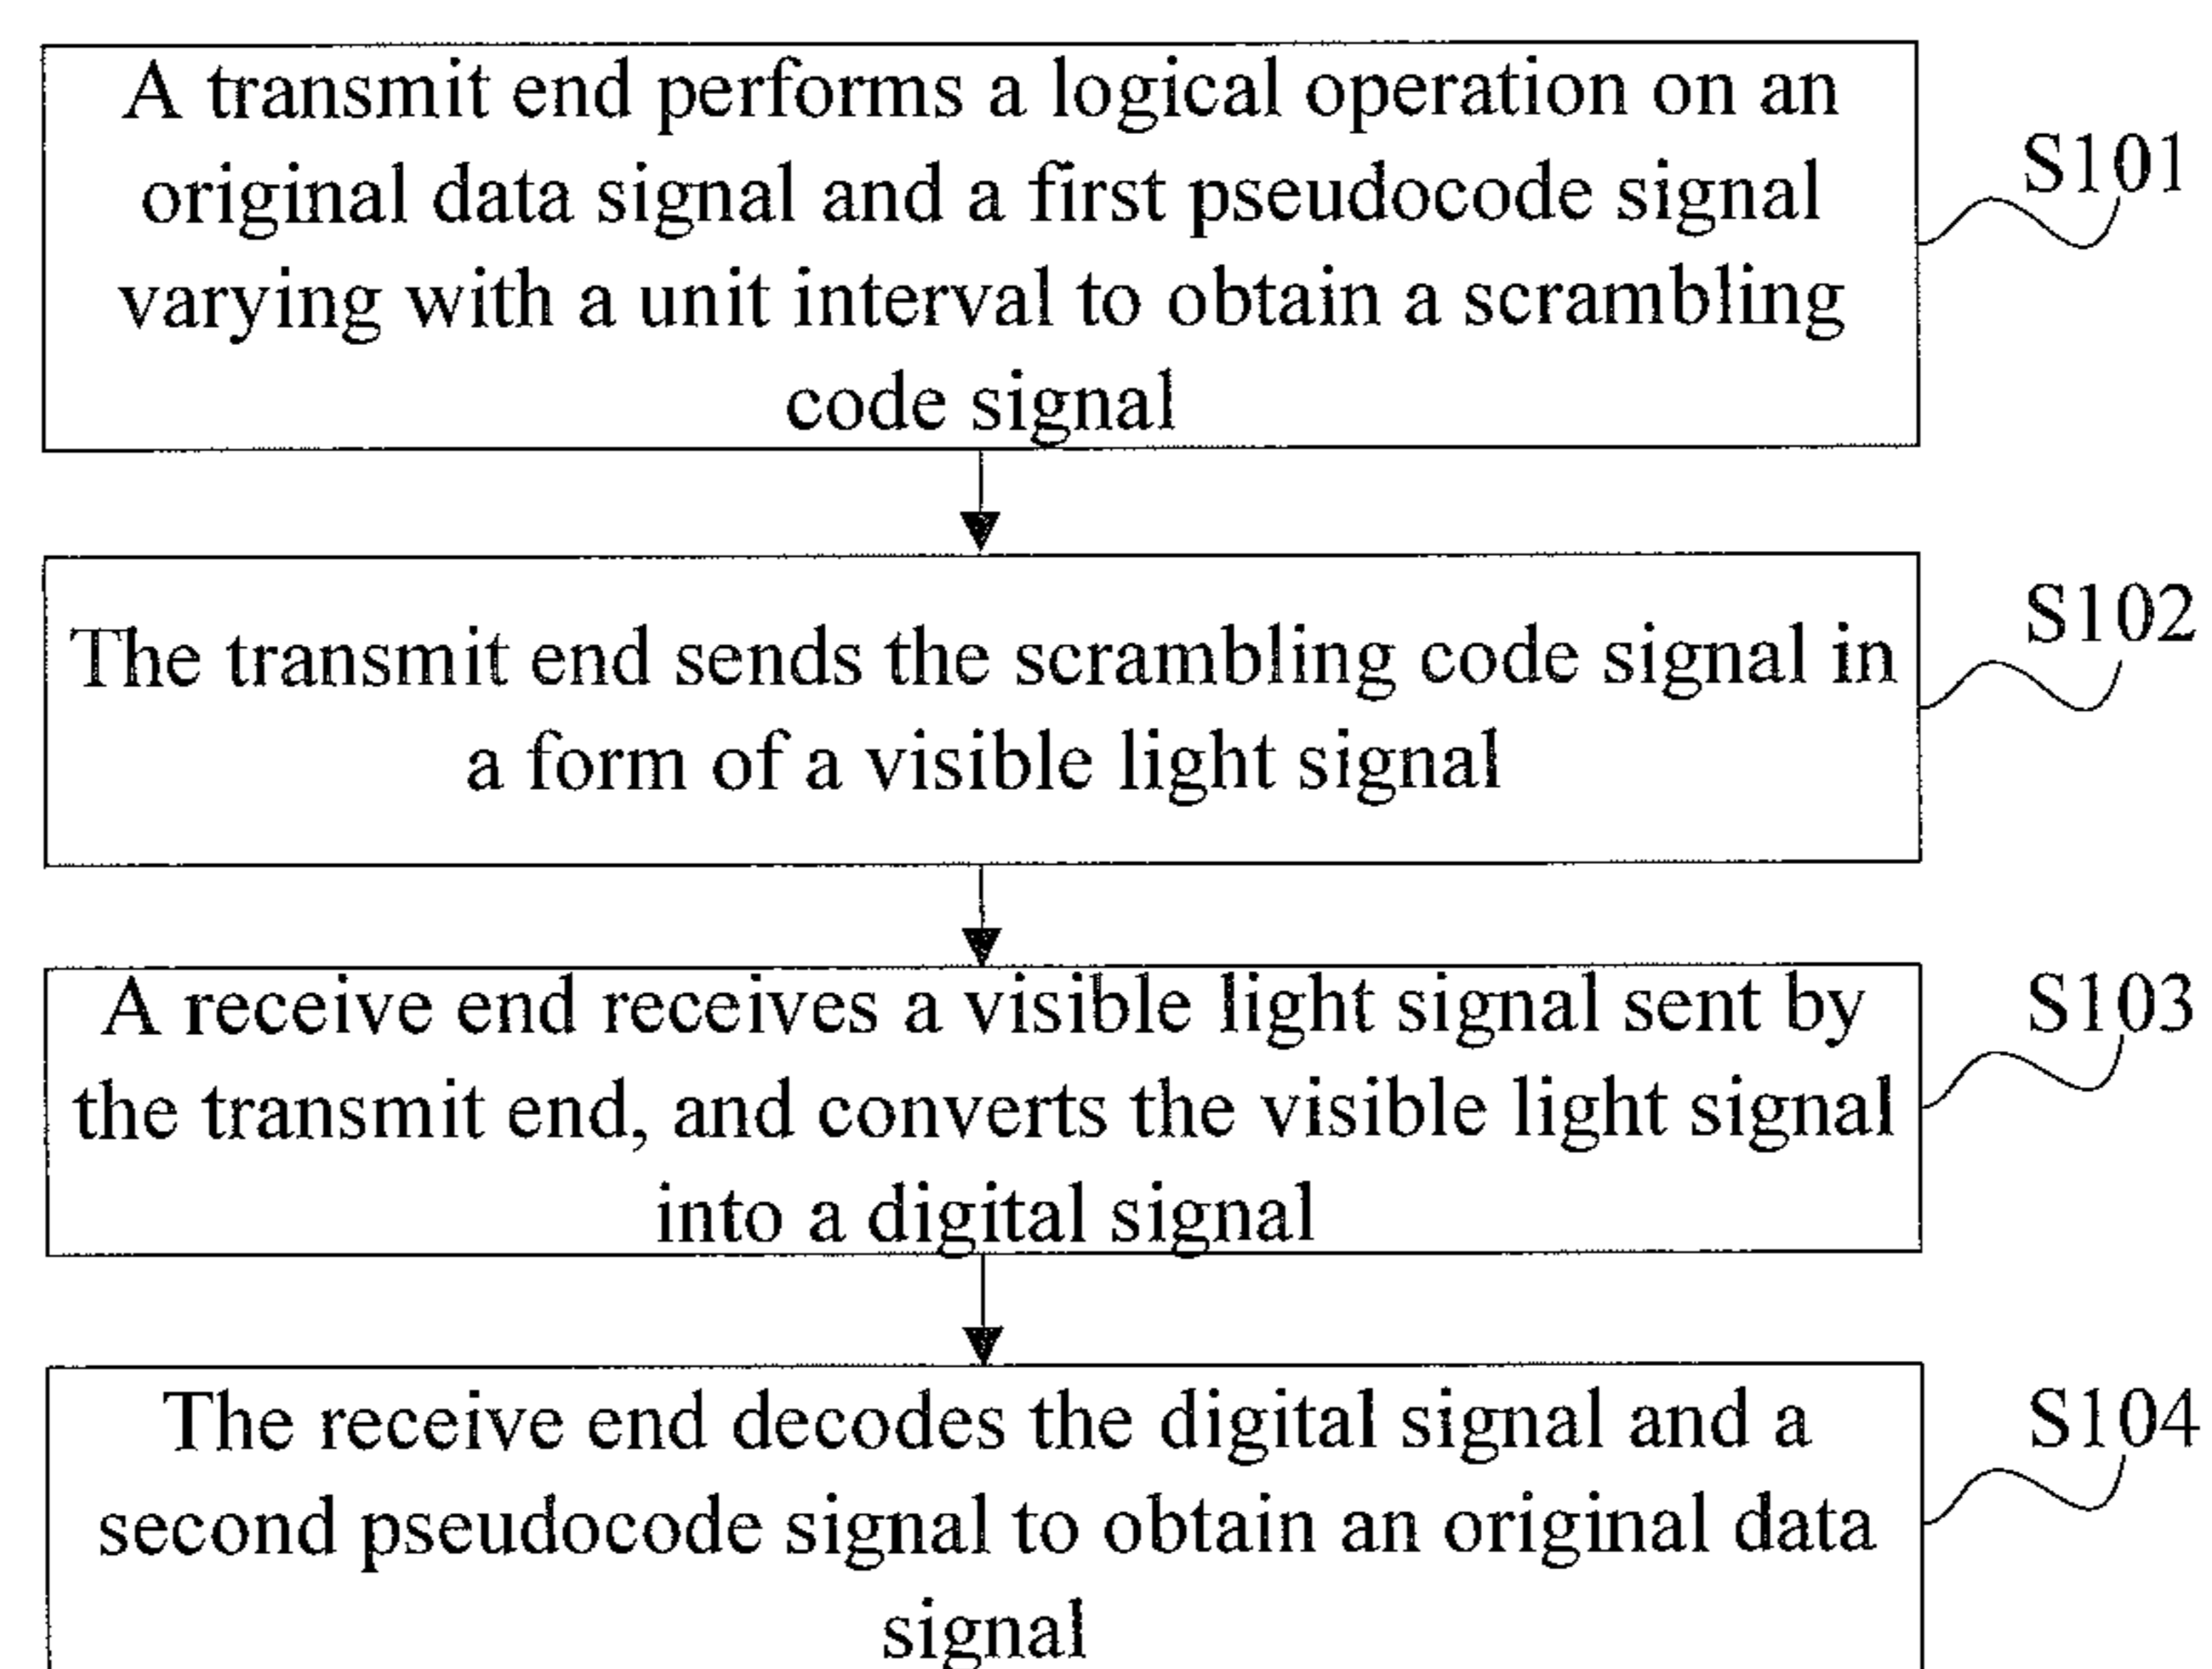 A transmit end performs a logical operation on an
original data signal and a first pseudocode signal
varying with a unit interval to obtain a scrambling
code signal
S101
The transmit end sends the scrambling code signal in
a form of a visible light signal
S102
A receive end receives a visible light signal sent by
the transmit end, and converts the visible light signal
into a digital signal
S103
The receive end decodes the digital signal and a
second pseudocode signal to obtain an original data
signal
S104